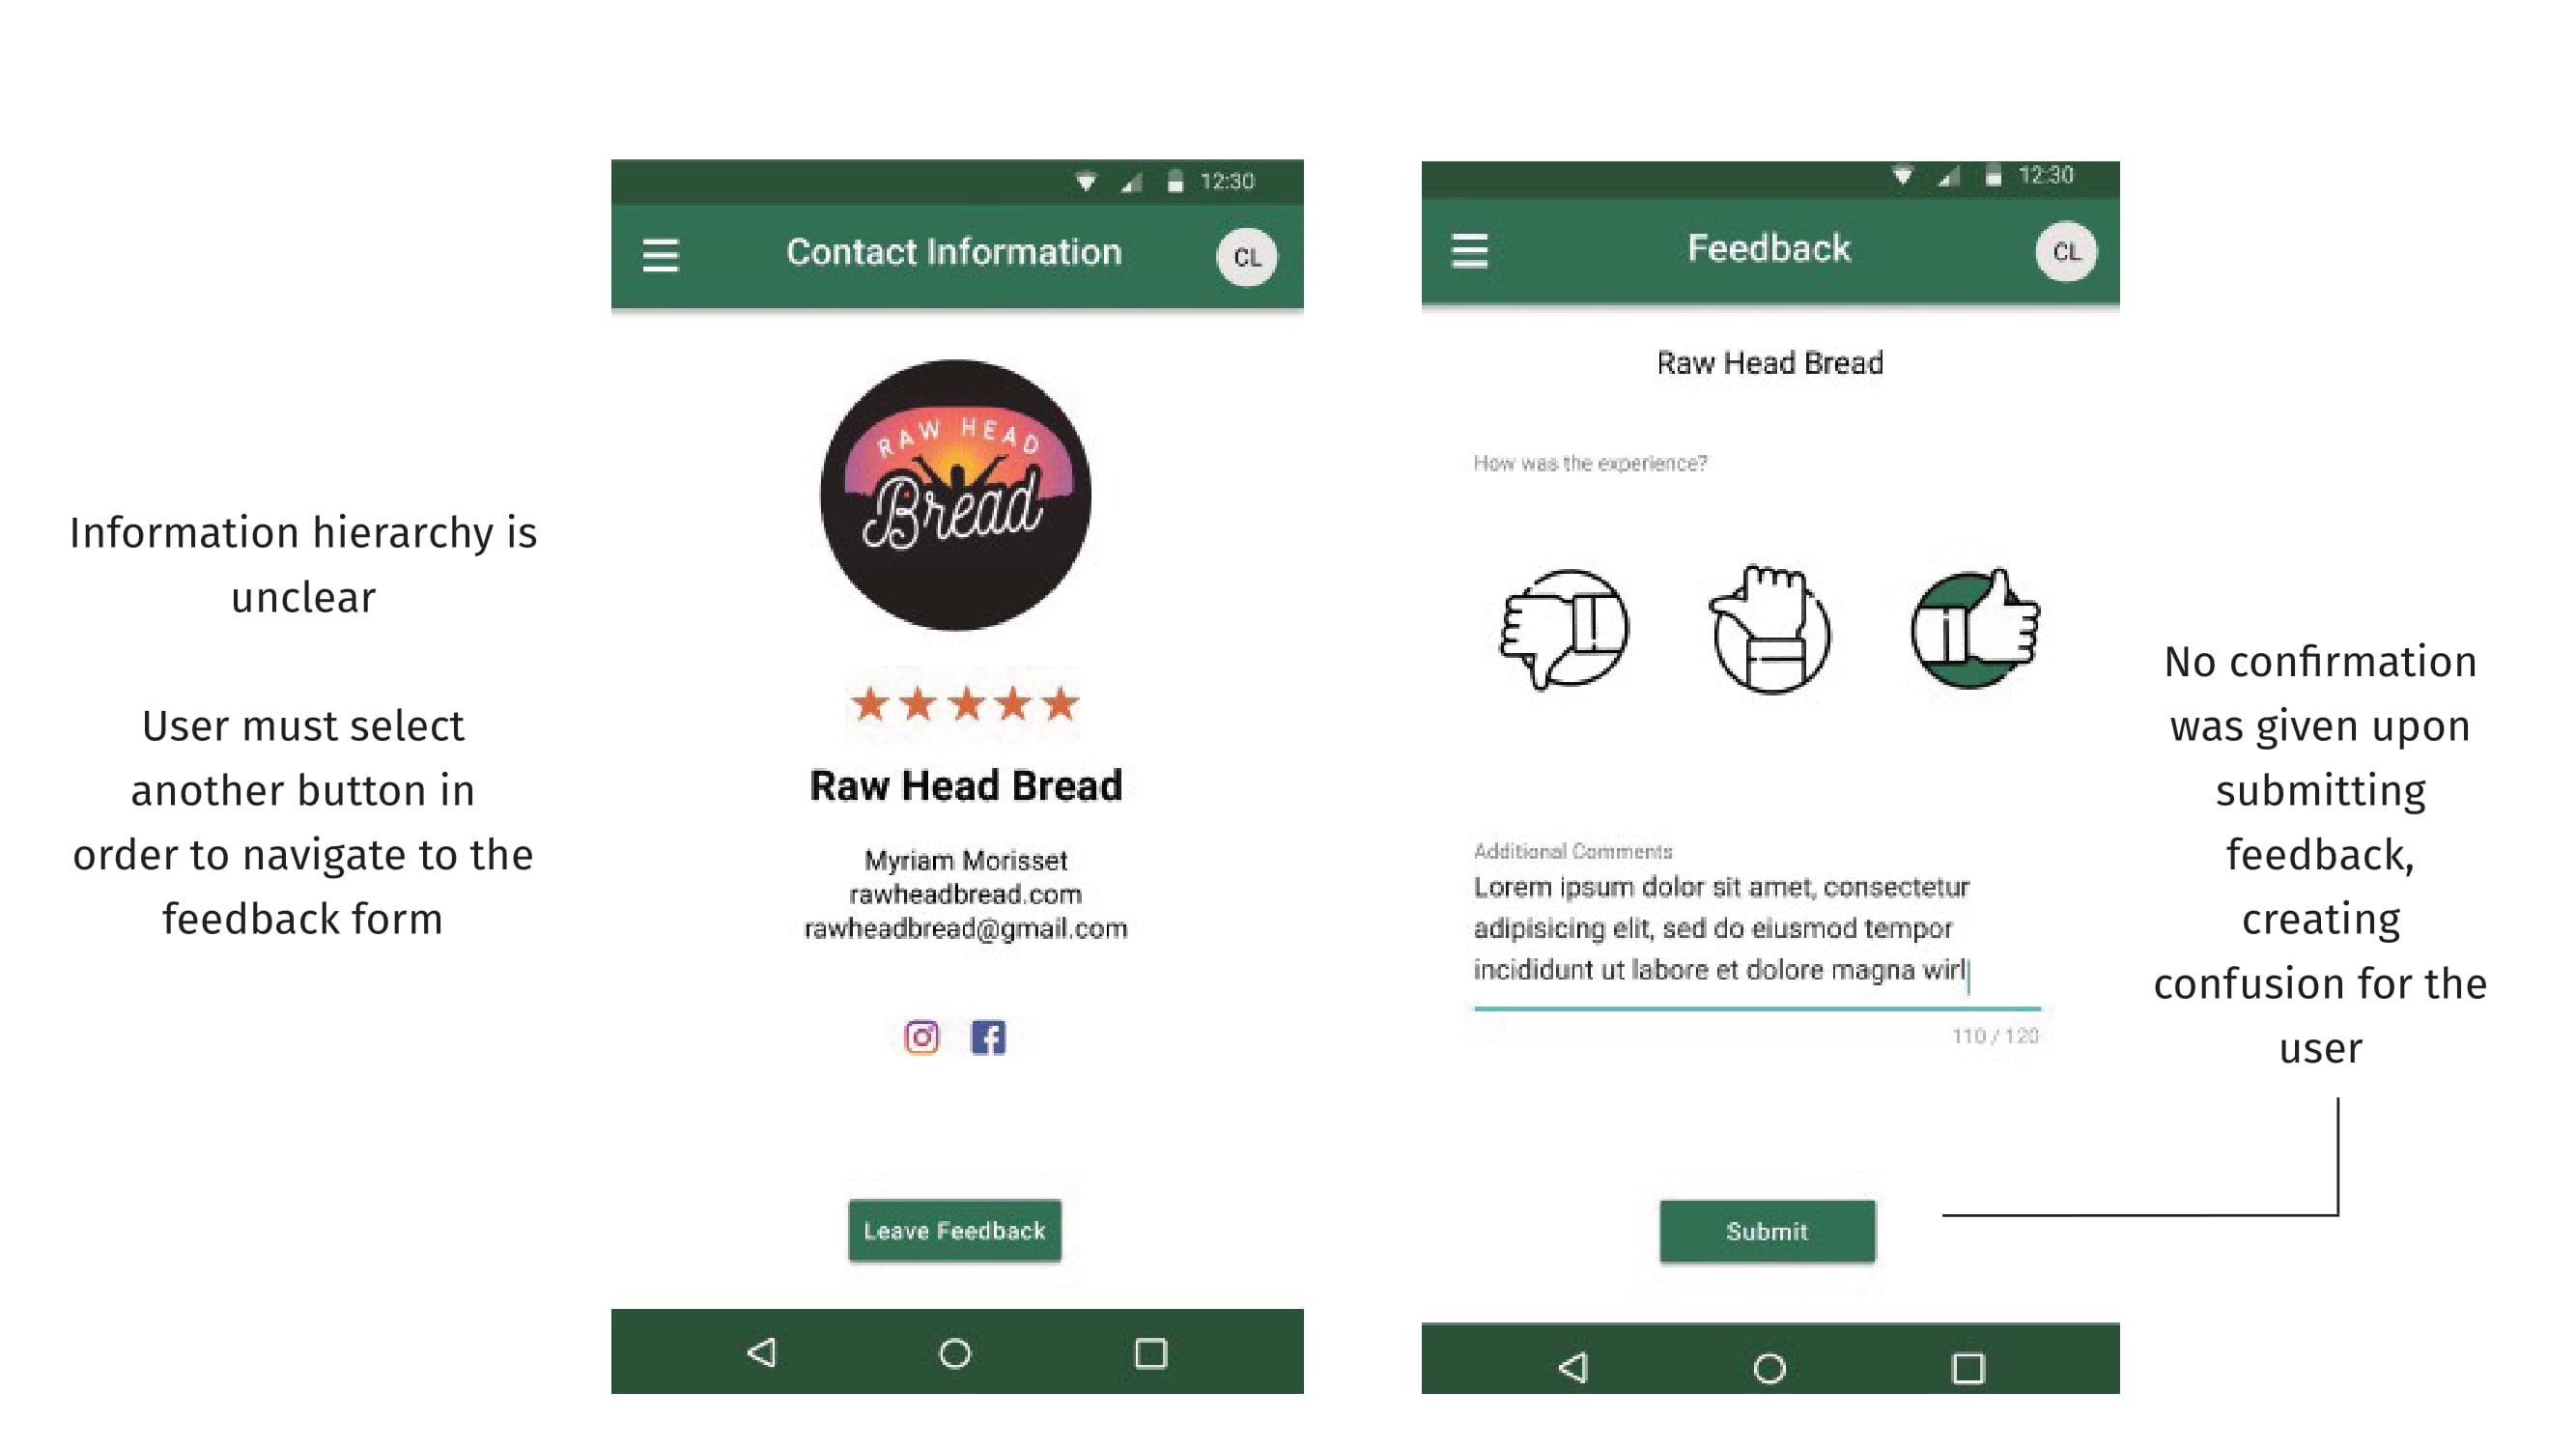 Information hierarchy is
unclear
User must select
another button in
order to navigate to the
feedback form
12:30
Contact Information
CL
RAW HEAD
Bread
Raw Head Bread
Myriam Morisset
rawheadbread.com
rawheadbread@gmail.com
Leave Feedback
12:30
Feedback
CL
Raw Head Bread
How was the experience?
Additional Comments
Lorem ipsum dolor sit amet, consectetur
adipisicing elit, sed do eiusmod tempor
incididunt ut labore et dolore magna wirl
110 / 120
Submit
No confirmation
was given upon
submitting
feedback,
creating
confusion for the
user